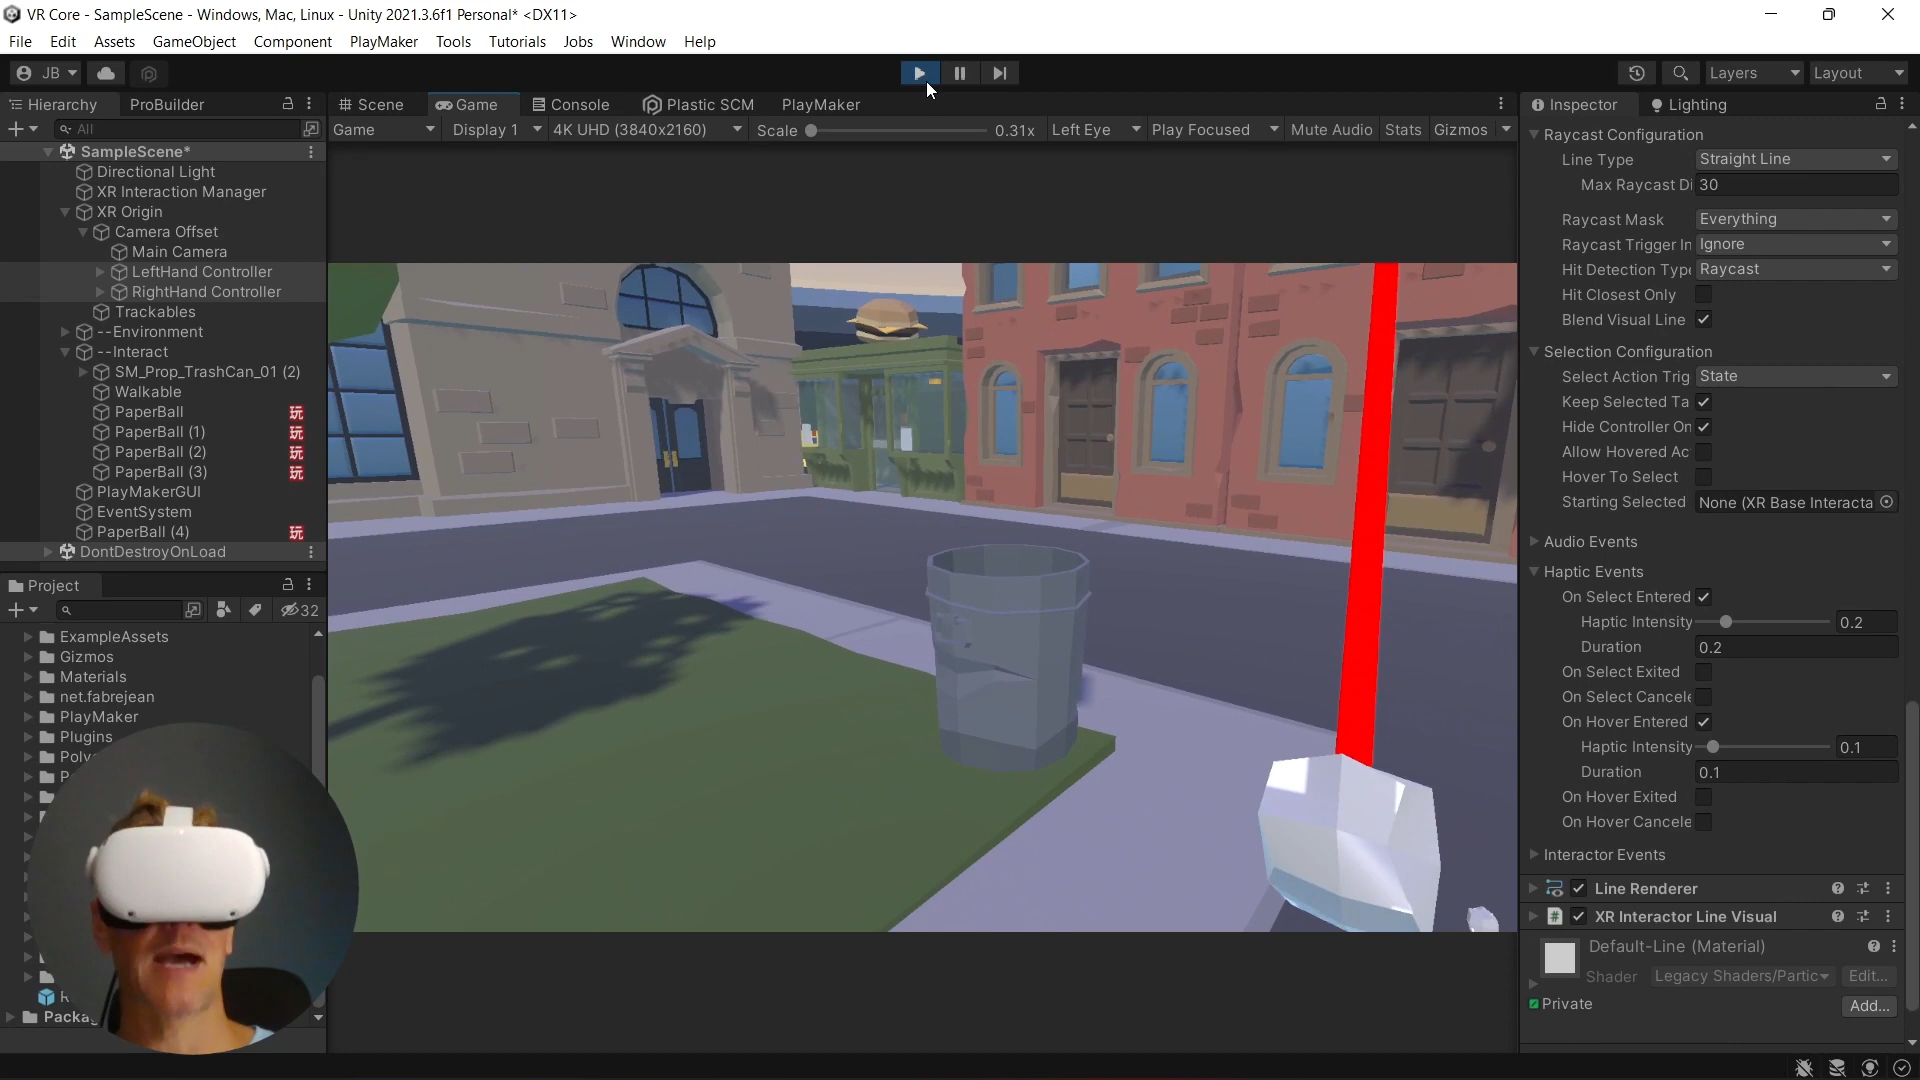 VR Core - SampleScene - Windows, Mac, Linux - Unity 2021.3.6f1 Personal* <DX11>
File Edit Assets GameObject Component PlayMaker Tools Tutorials Jobs Window Help
JB Layers Layout
Hierarchy ProBuilder Scene Game Console Plastic SCM PlayMaker Inspector Lighting
All Game Display 1 4K UHD (3840x2160) Scale 0.31x Left Eye Play Focused Mute Audio Stats Gizmos
SampleScene*
Directional Light
XR Interaction Manager
XR Origin
Camera Offset
Main Camera
LeftHand Controller
RightHand Controller
Trackables
--Environment
--Interact
SM_Prop_TrashCan_01 (2)
Walkable
PaperBall 玩
PaperBall (1) 玩
PaperBall (2) 玩
PaperBall (3) 玩
PlayMakerGUI
EventSystem
PaperBall (4) 玩
DontDestroyOnLoad
Project
32
ExampleAssets
Gizmos
Materials
net.fabrejean
PlayMaker
Plugins
Raycast Configuration
Line Type Straight Line
Max Raycast Di 30
Raycast Mask Everything
Raycast Trigger In Ignore
Hit Detection Type Raycast
Hit Closest Only
Blend Visual Line
Selection Configuration
Select Action Trig State
Keep Selected Ta
Hide Controller On
Allow Hovered Ac
Hover To Select
Starting Selected None (XR Base Interacta
Audio Events
Haptic Events
On Select Entered
Haptic Intensity 0.2
Duration 0.2
On Select Exited
On Select Cancele
On Hover Entered
Haptic Intensity 0.1
Duration 0.1
On Hover Exited
On Hover Cancele
Interactor Events
Line Renderer
XR Interactor Line Visual
Default-Line (Material)
Shader Legacy Shaders/Partic Edit...
Private
Add...